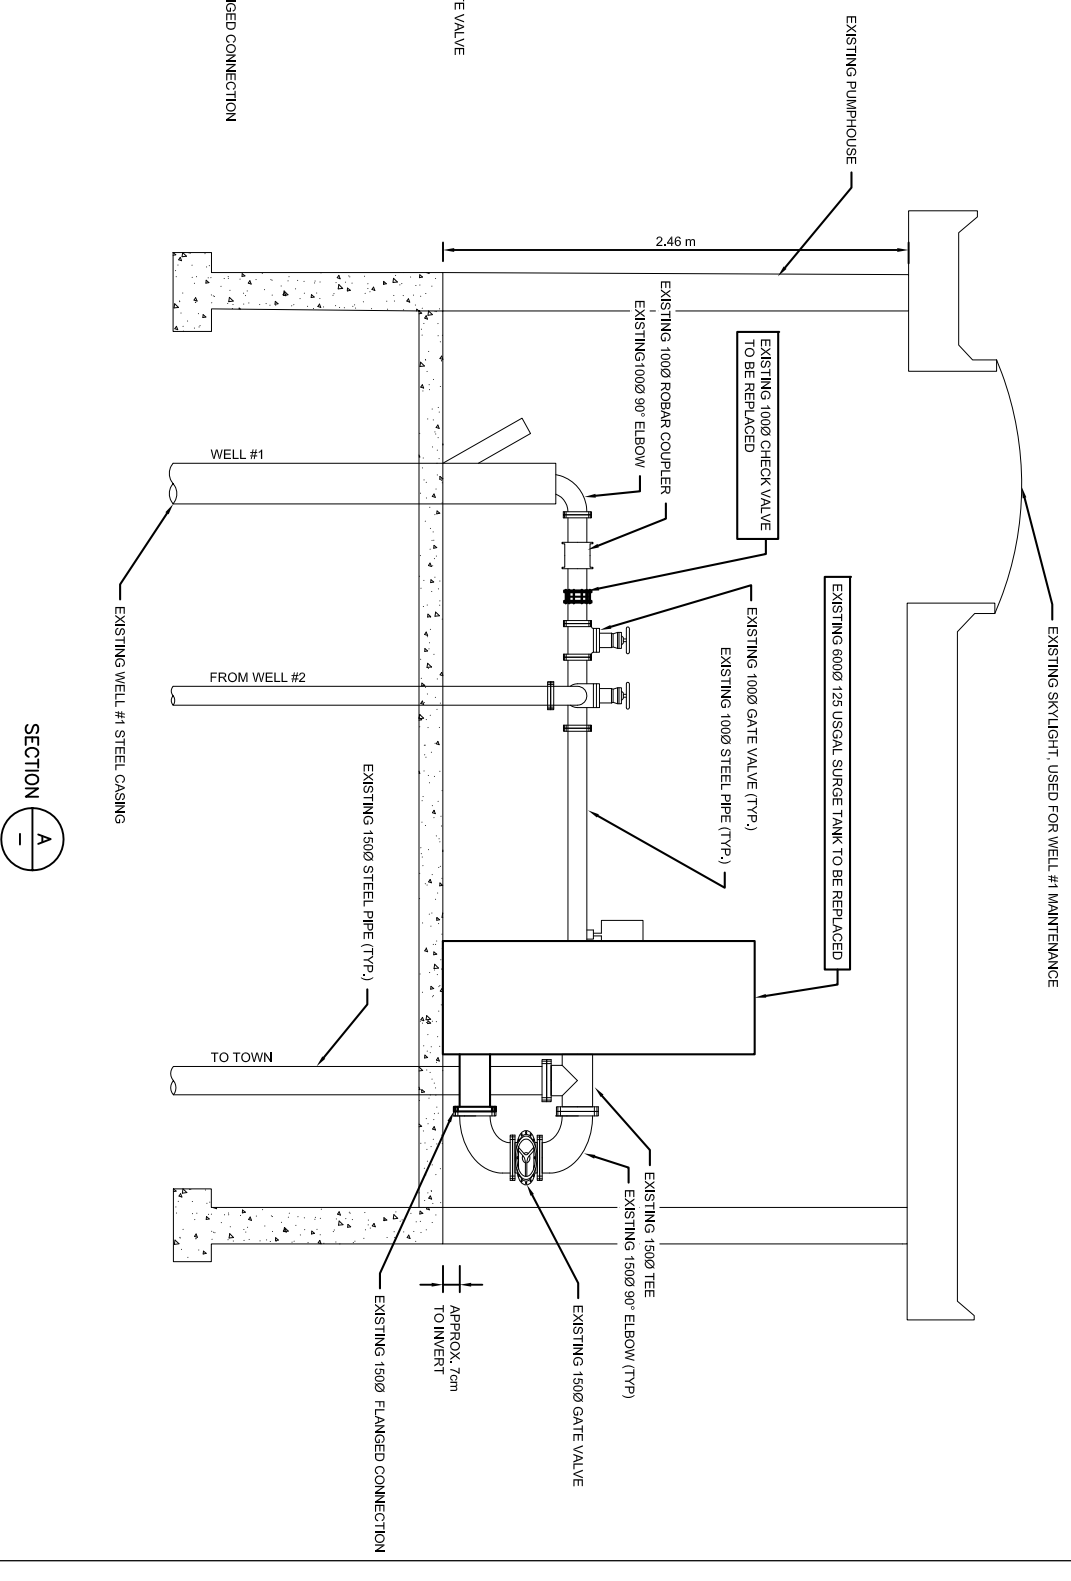 EXISTING SKYLIGHT, USED FOR WELL #1 MAINTENANCE
EXISTING PUMPHOUSE
EXISTING 600Ø 125 USGAL SURGE TANK TO BE REPLACED
EXISTING 100Ø CHECK VALVE
TO BE REPLACED
EXISTING 100Ø GATE VALVE (TYP.)
EXISTING 100Ø STEEL PIPE (TYP.)
2.46 m
EXISTING 100Ø ROBAR COUPLER
EXISTING100Ø 90° ELBOW
EXISTING 150Ø TEE
EXISTING 150Ø 90° ELBOW (TYP)
EXISTING 150Ø GATE VALVE
E VALVE
APPROX. 7cm
TO INVERT
EXISTING 150Ø FLANGED CONNECTION
EXISTING 150Ø STEEL PIPE (TYP.)
GED CONNECTION
WELL #1
FROM WELL #2
TO TOWN
EXISTING WELL #1 STEEL CASING
SECTION
A
–